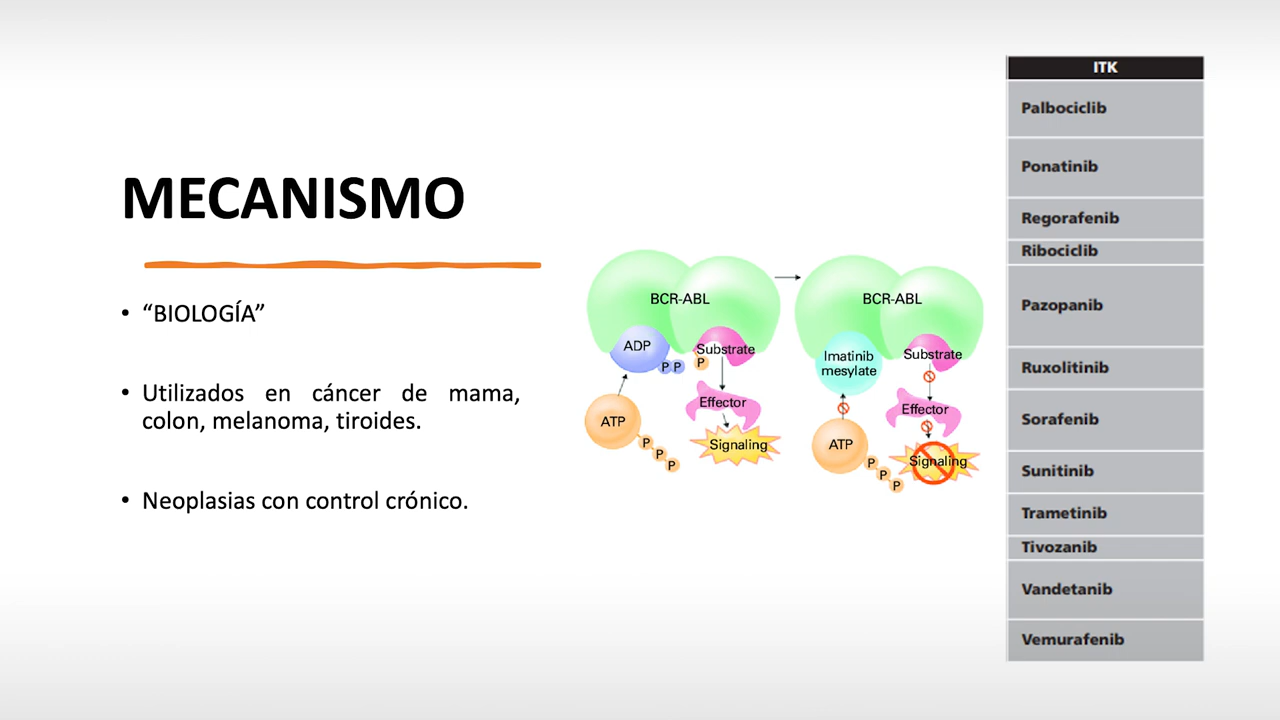 MECANISMO
• “BIOLOGÍA”
• Utilizados en cáncer de mama,
colon, melanoma, tiroides.
• Neoplasias con control crónico.
BCR-ABL
ADP
P P
Substrate
P
Effector
ATP
P
P
P
Signaling
BCR-ABL
Imatinib
mesylate
Substrate
Effector
ATP
P
P
P
Signaling
ITK
Palbociclib
Ponatinib
Regorafenib
Ribociclib
Pazopanib
Ruxolitinib
Sorafenib
Sunitinib
Trametinib
Tivozanib
Vandetanib
Vemurafenib